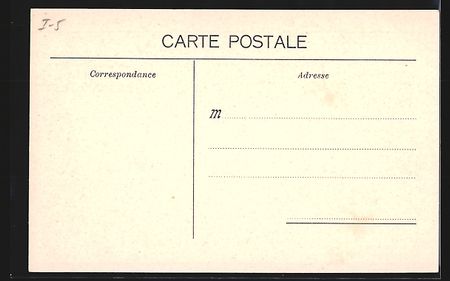 I-5
CARTE POSTALE
Correspondance
Adresse
M